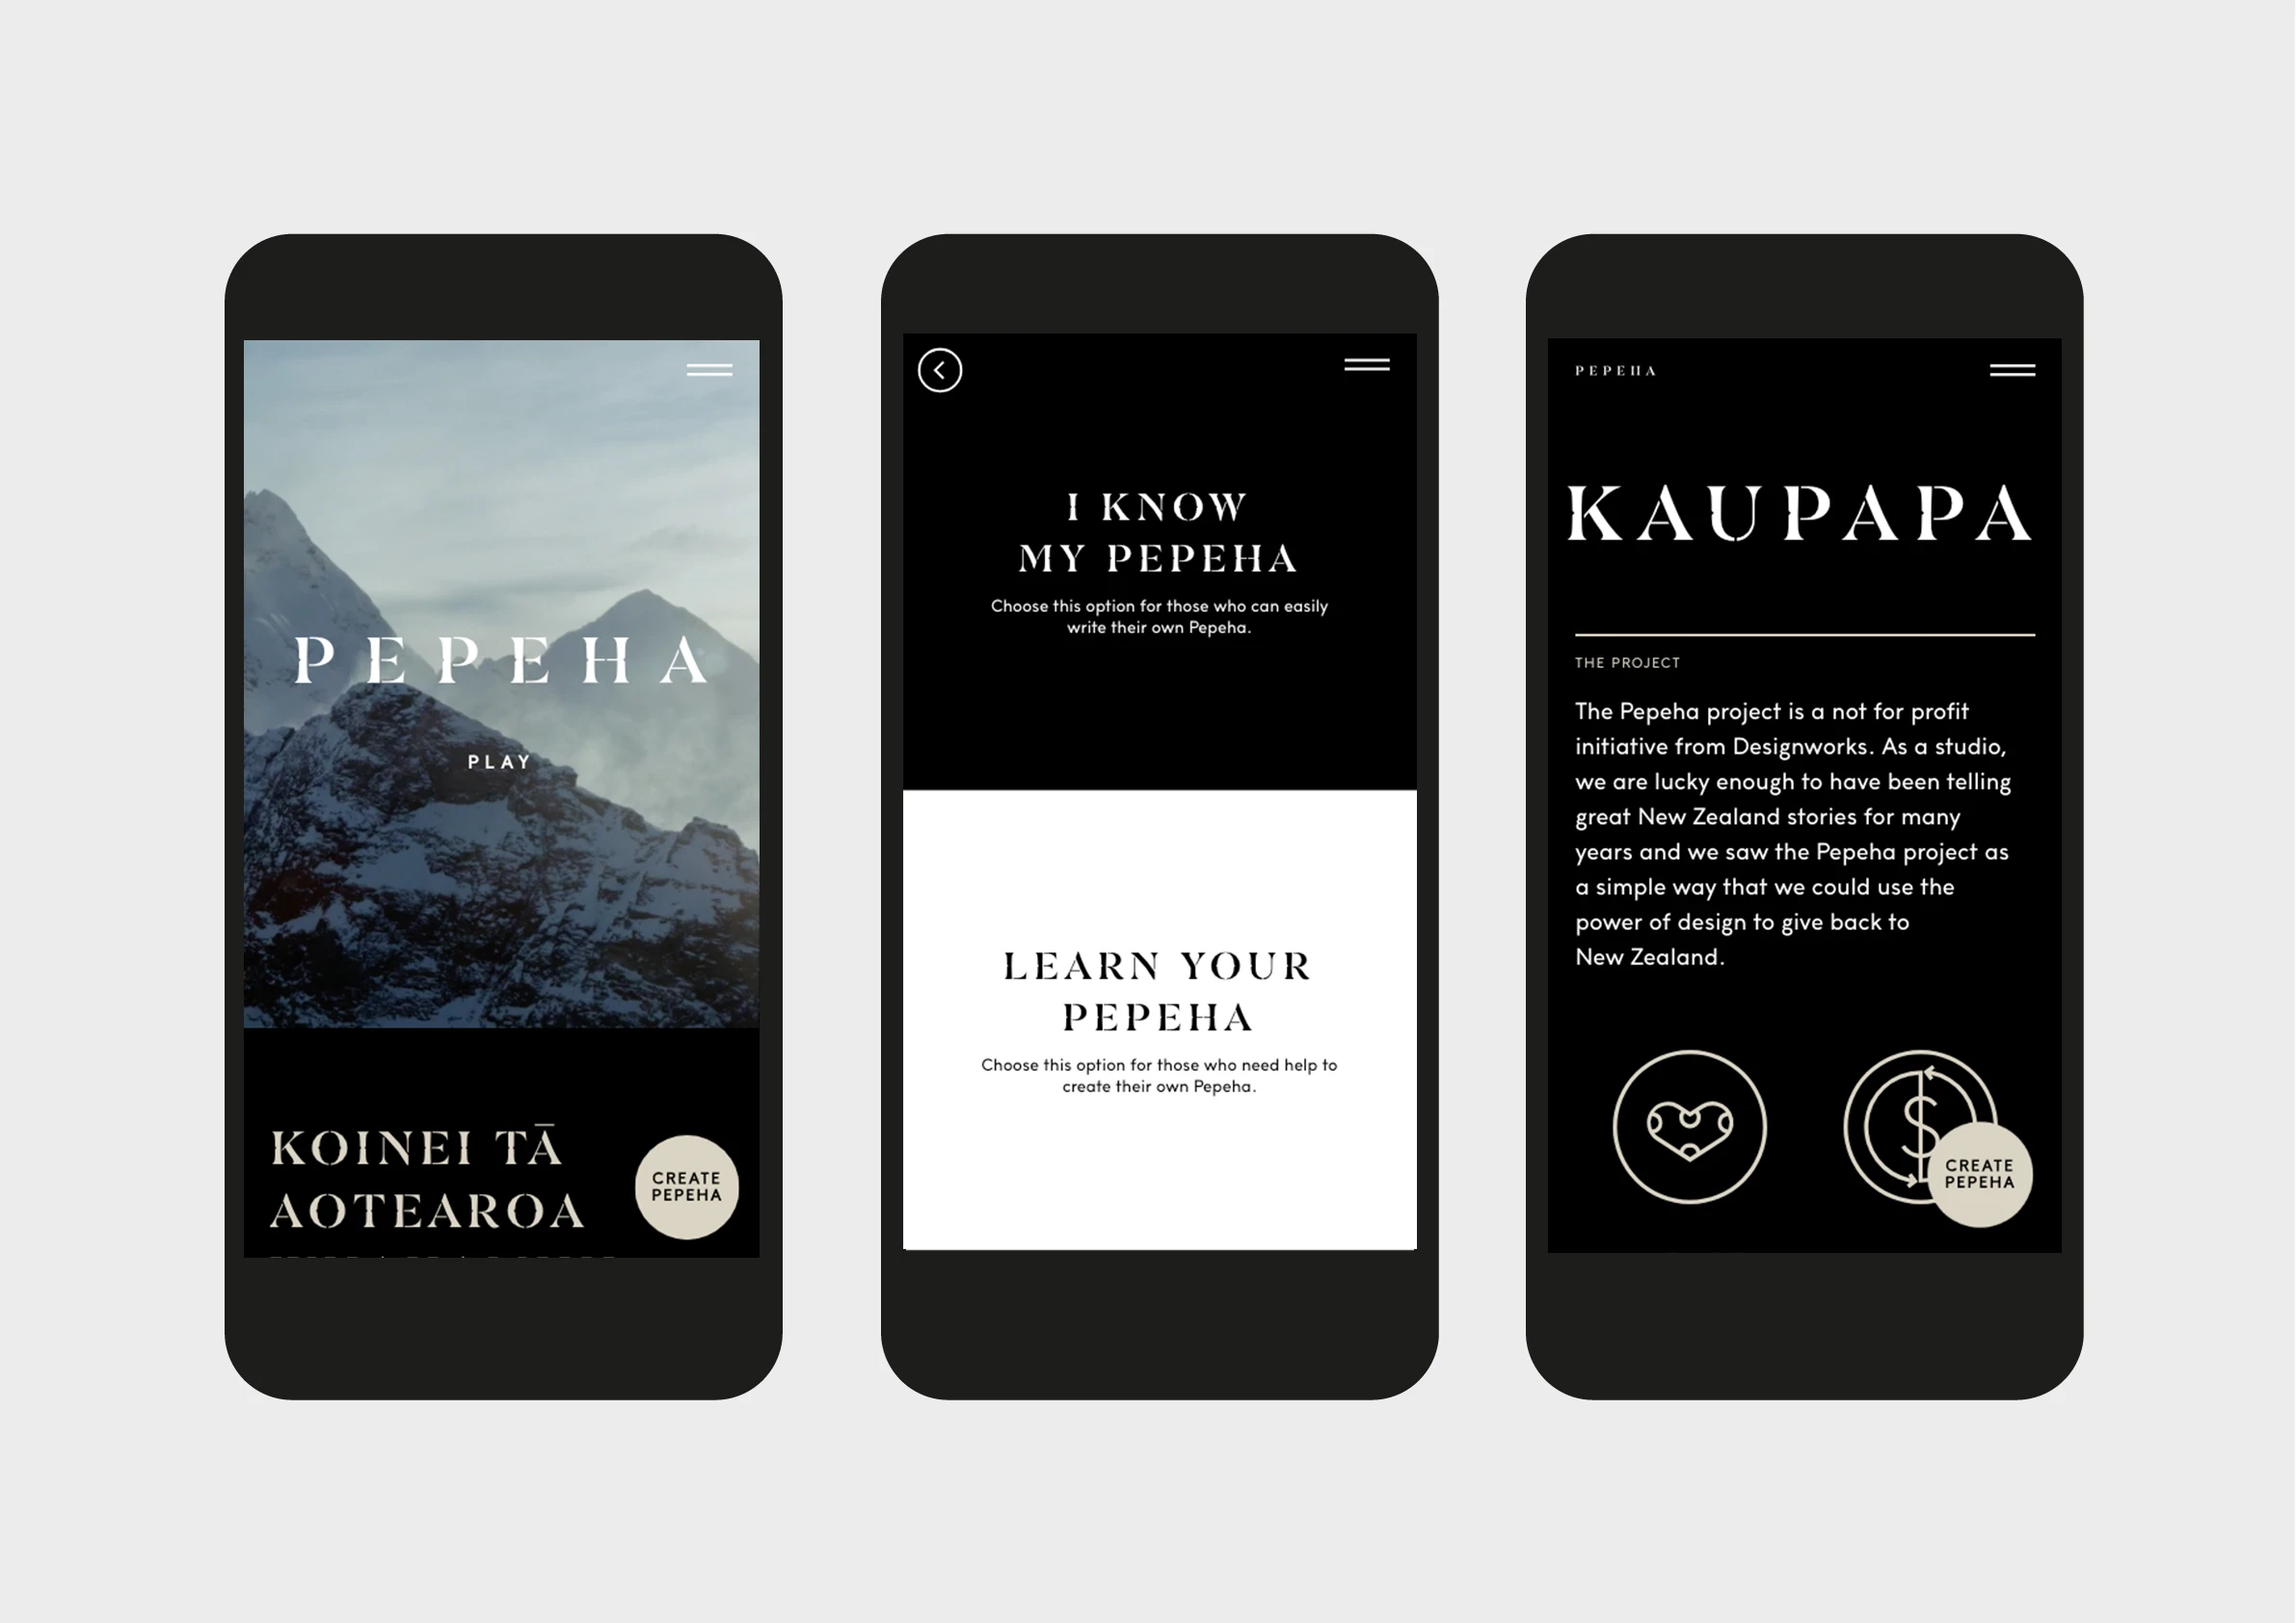 PEPEHA
PLAY
KOINEI TĀ
AOTEAROA
CREATE
PEPEHA
I KNOW
MY PEPEHA
Choose this option for those who can easily
write their own Pepeha.
LEARN YOUR
PEPEHA
Choose this option for those who need help to
create their own Pepeha.
PEPEHA
KAUPAPA
THE PROJECT
The Pepeha project is a not for profit
initiative from Designworks. As a studio,
we are lucky enough to have been telling
great New Zealand stories for many
years and we saw the Pepeha project as
a simple way that we could use the
power of design to give back to
New Zealand.
$
CREATE
PEPEHA